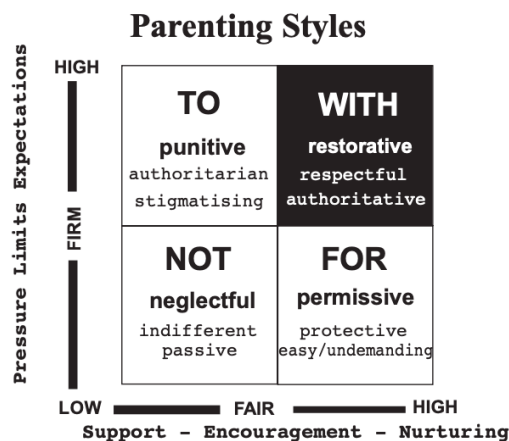 Parenting Styles
Pressure Limits Expectations
HIGH
FIRM
TO
punitive
authoritarian
stigmatising
WITH
restorative
respectful
authoritative
NOT
neglectful
indifferent
passive
FOR
permissive
protective
easy/undemanding
LOW FAIR HIGH
Support - Encouragement - Nurturing